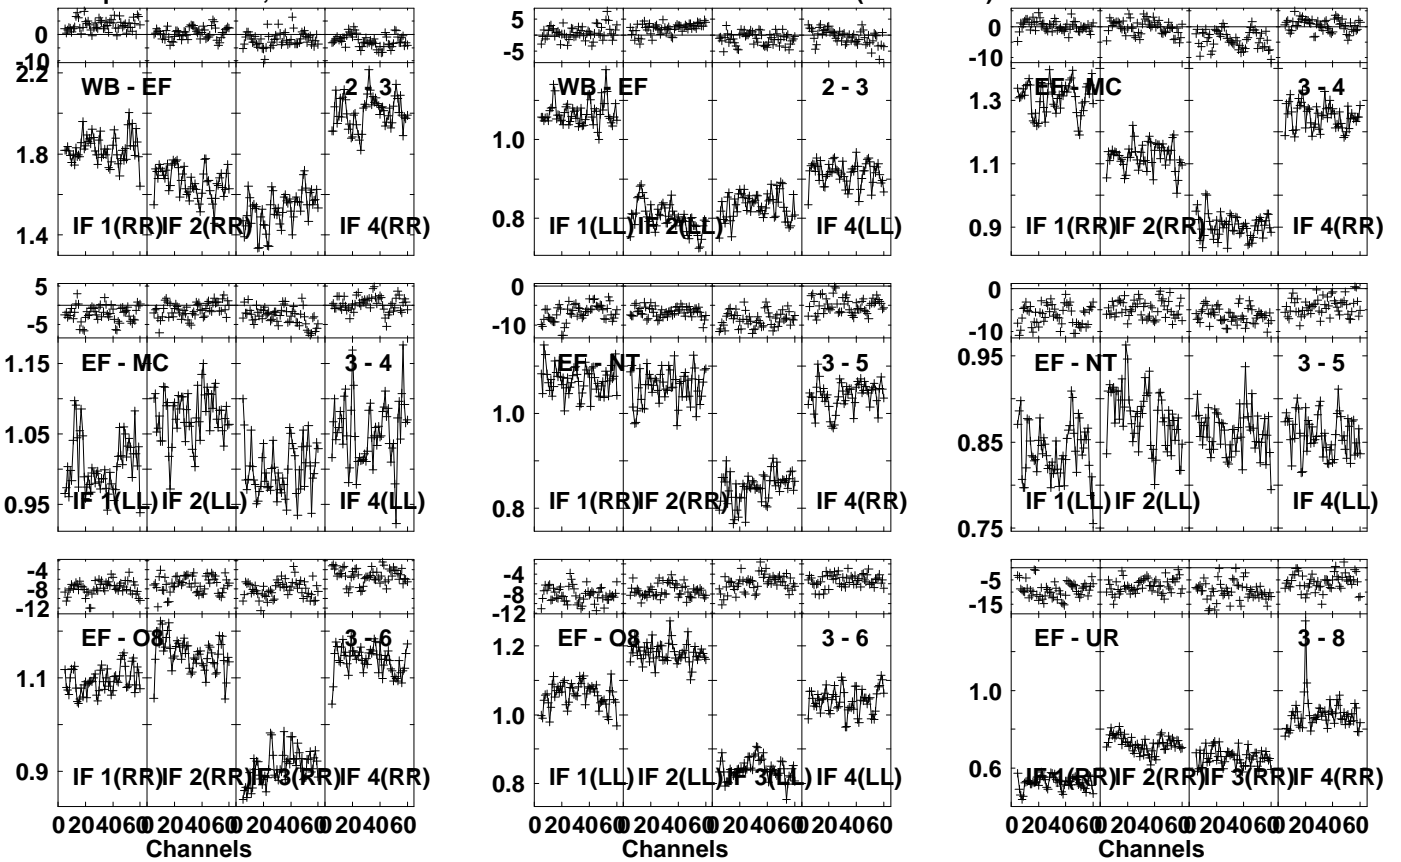 0
-10
2.2
1.8
1.4
WB - EF 2 - 3
IF 1(RR) IF 2(RR) IF 4(RR)
5
-5
1.0
0.8
WB - EF 2 - 3
IF 1(LL) IF 2(LL) IF 4(LL)
0
-10
1.3
1.1
0.9
EF - MC 3 - 4
IF 1(RR) IF 2(RR) IF 4(RR)
5
-5
1.15
1.05
0.95
EF - MC 3 - 4
IF 1(LL) IF 2(LL) IF 4(LL)
0
-10
1.0
0.8
EF - NT 3 - 5
IF 1(RR) IF 2(RR) IF 4(RR)
0
-10
0.95
0.85
0.75
EF - NT 3 - 5
IF 1(LL) IF 2(LL) IF 4(LL)
-4
-8
-12
1.1
0.9
EF - O8 3 - 6
IF 1(RR) IF 2(RR) IF 3(RR) IF 4(RR)
0 204060 0 204060 0 204060 0 204060
Channels
-4
-8
-12
1.2
1.0
0.8
EF - O8 3 - 6
IF 1(LL) IF 2(LL) IF 3(LL) IF 4(LL)
0 204060 0 204060 0 204060 0 204060
Channels
-5
-15
1.0
0.6
EF - UR 3 - 8
IF 1(RR) IF 2(RR) IF 3(RR) IF 4(RR)
0 204060 0 204060 0 204060 0 204060
Channels